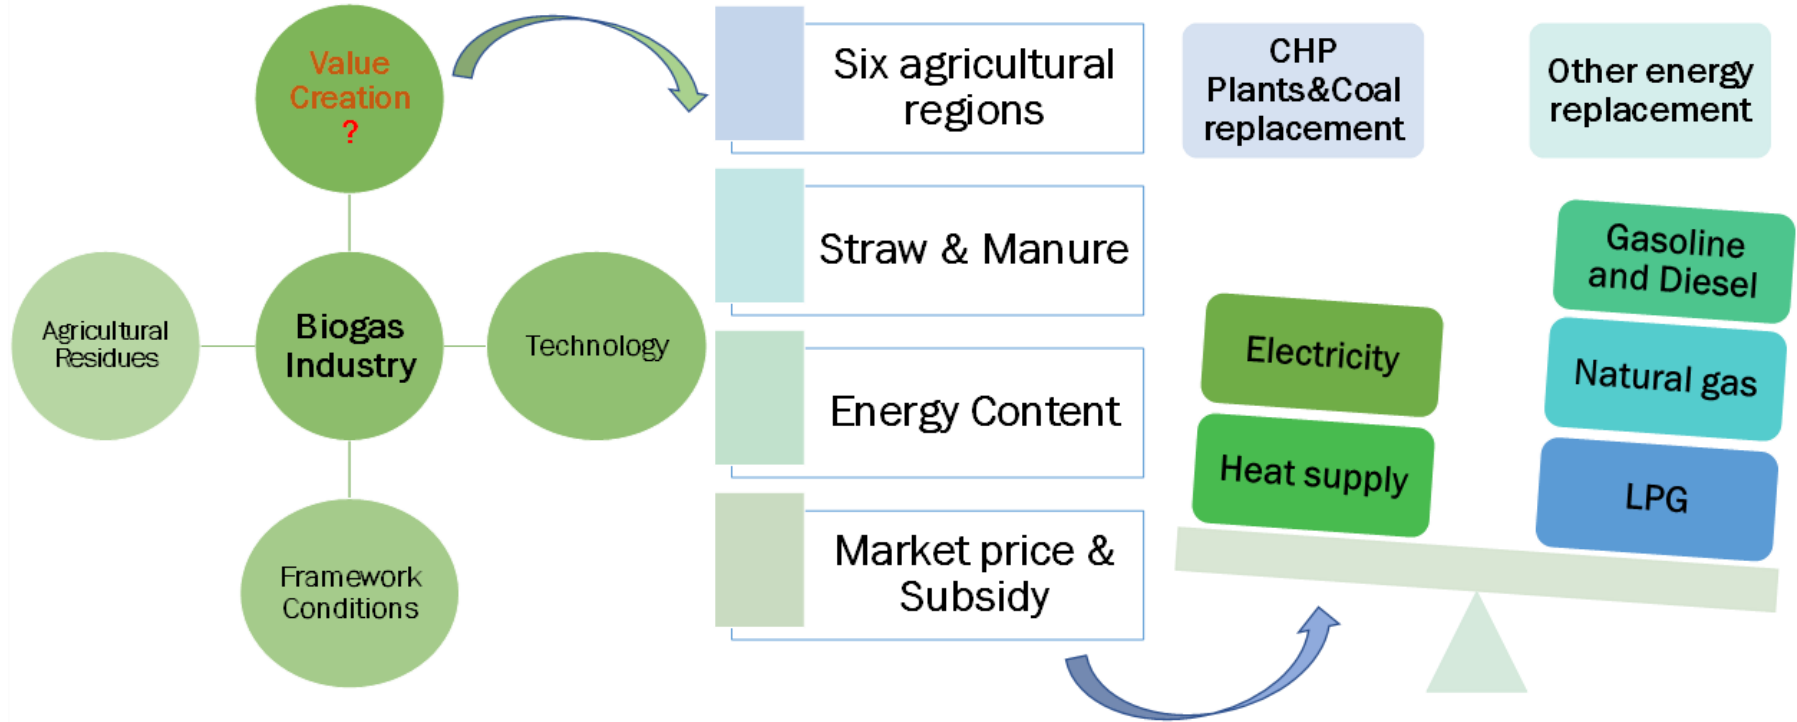 Value
Creation
?
Agricultural
Residues
Biogas
Industry
Technology
Framework
Conditions
Six agricultural
regions
Straw & Manure
Energy Content
Market price &
Subsidy
CHP
Plants&Coal
replacement
Other energy
replacement
Electricity
Heat supply
Gasoline
and Diesel
Natural gas
LPG